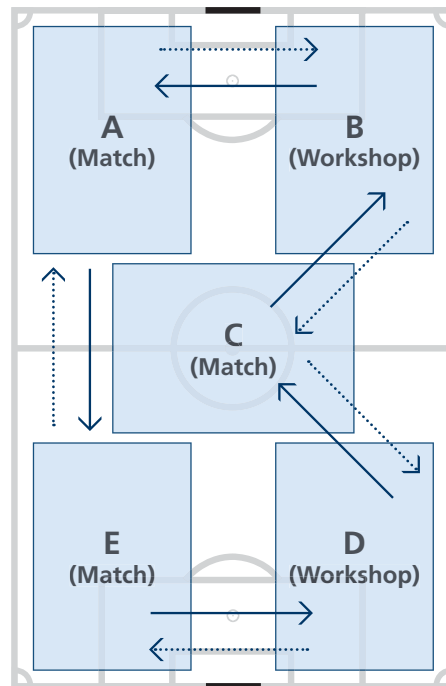 A
(Match)
B
(Workshop)
C
(Match)
E
(Match)
D
(Workshop)